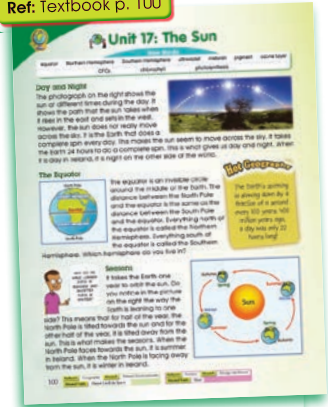 Ref: Textbook p. 100
Unit 17: The Sun
New Words
equator Northern Hemisphere Southern Hemisphere ultraviolet natural pigment ozone layer
CFCs chlorophyll photosynthesis
Day and Night
The photograph on the right shows the
sun at different times during the day. It
shows the path that the sun takes when
it rises in the east and sets in the west.
However, the sun does not really move
across the sky. It is the Earth that does a
complete spin every day. This makes the sun seem to move across the sky. It takes
the Earth 24 hours to do a complete spin. This is what gives us day and night. When
it is day in Ireland, it is night on the other side of the world.
The Equator
The equator is an invisible circle
around the middle of the Earth. The
distance between the North Pole
and the equator is the same as the
distance between the South Pole
and the equator. Everything north of
the equator is called the Northern
Hemisphere. Everything south of
the equator is called the Southern
Hemisphere. Which hemisphere do you live in?
Hot Geography
The Earth's spinning
is slowing down by a
fraction of a second
every 100 years. 400
million years ago,
a day was only 22
hours long!
Seasons
It takes the Earth one
year to orbit the sun. Do
you notice in the picture
on the right the way the
Earth is leaning to one
side? This means that for half of the year, the
North Pole is tilted towards the sun and for the
other half of the year, it is tilted away from the
sun. This is what makes the seasons. When the
North Pole faces towards the sun, it is summer
in Ireland. When the North Pole is facing away
from the sun, it is winter in Ireland.
Sun
100